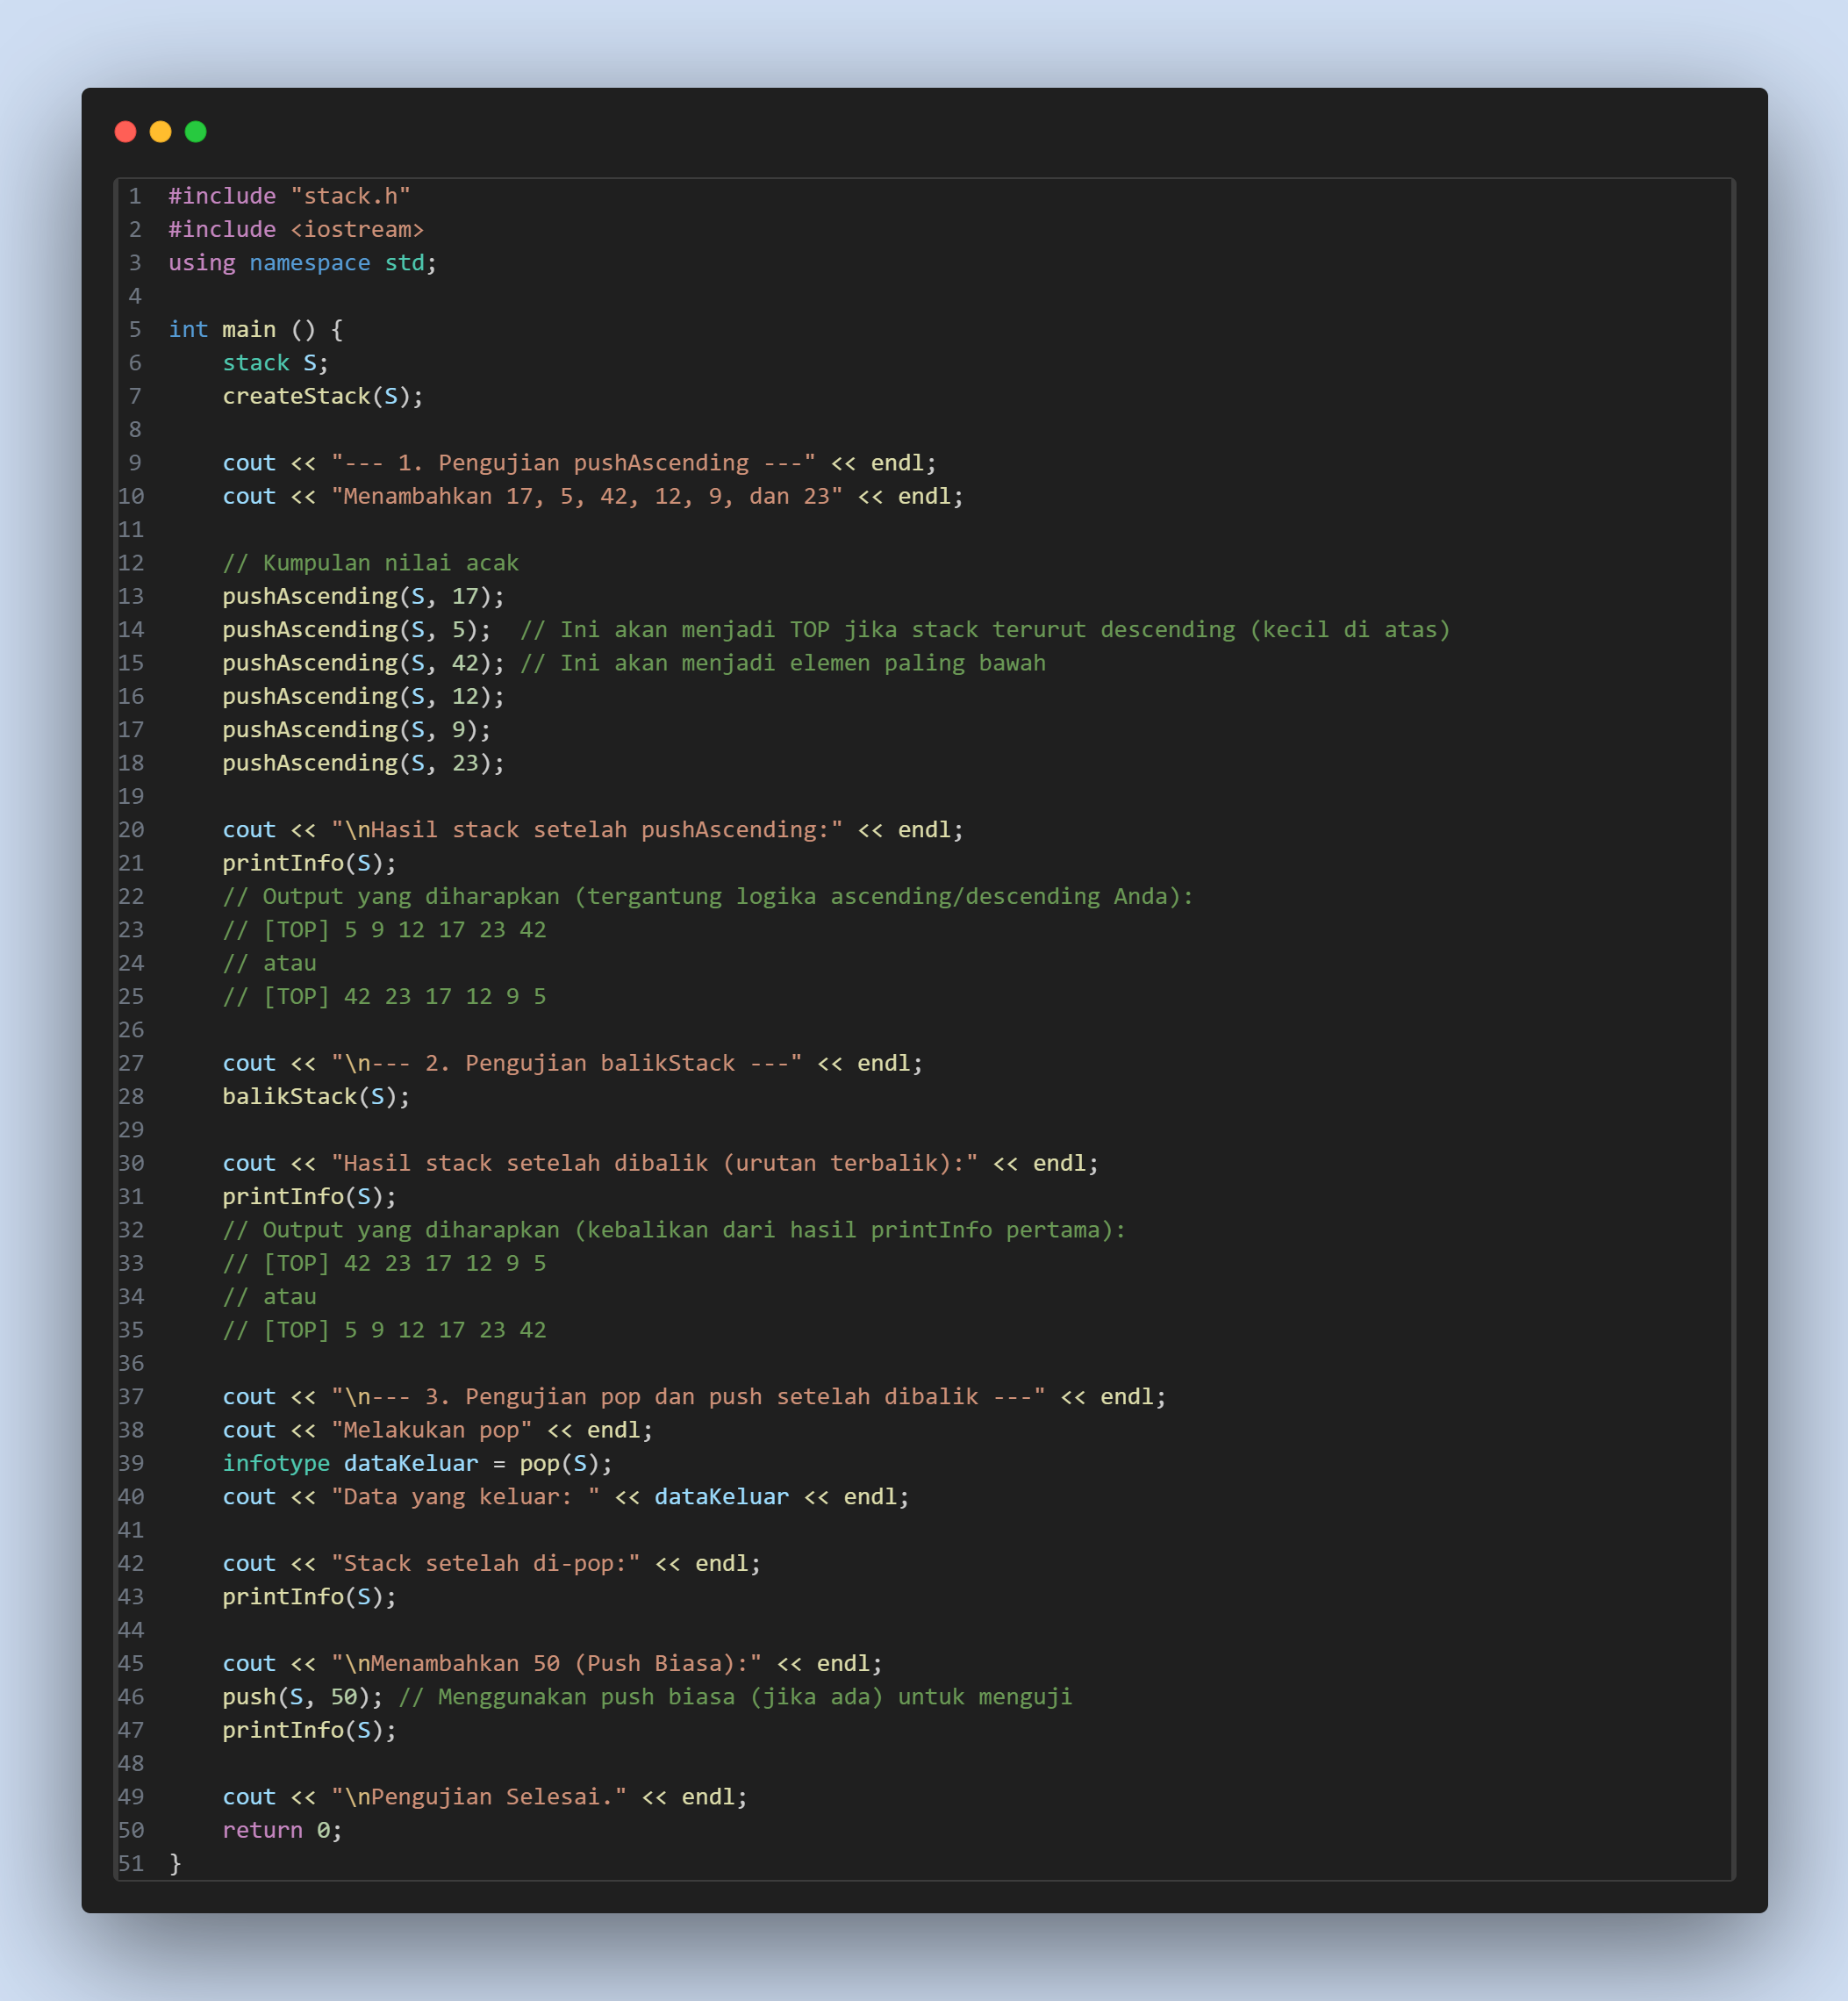 1 #include "stack.h"
2 #include <iostream>
3 using namespace std;
4
5 int main () {
6     stack S;
7     createStack(S);
8
9     cout << "--- 1. Pengujian pushAscending ---" << endl;
10     cout << "Menambahkan 17, 5, 42, 12, 9, dan 23" << endl;
11
12     // Kumpulan nilai acak
13     pushAscending(S, 17);
14     pushAscending(S, 5);  // Ini akan menjadi TOP jika stack terurut descending (kecil di atas)
15     pushAscending(S, 42); // Ini akan menjadi elemen paling bawah
16     pushAscending(S, 12);
17     pushAscending(S, 9);
18     pushAscending(S, 23);
19
20     cout << "\nHasil stack setelah pushAscending:" << endl;
21     printInfo(S);
22     // Output yang diharapkan (tergantung logika ascending/descending Anda):
23     // [TOP] 5 9 12 17 23 42
24     // atau
25     // [TOP] 42 23 17 12 9 5
26
27     cout << "\n--- 2. Pengujian balikStack ---" << endl;
28     balikStack(S);
29
30     cout << "Hasil stack setelah dibalik (urutan terbalik):" << endl;
31     printInfo(S);
32     // Output yang diharapkan (kebalikan dari hasil printInfo pertama):
33     // [TOP] 42 23 17 12 9 5
34     // atau
35     // [TOP] 5 9 12 17 23 42
36
37     cout << "\n--- 3. Pengujian pop dan push setelah dibalik ---" << endl;
38     cout << "Melakukan pop" << endl;
39     infotype dataKeluar = pop(S);
40     cout << "Data yang keluar: " << dataKeluar << endl;
41
42     cout << "Stack setelah di-pop:" << endl;
43     printInfo(S);
44
45     cout << "\nMenambahkan 50 (Push Biasa):" << endl;
46     push(S, 50); // Menggunakan push biasa (jika ada) untuk menguji
47     printInfo(S);
48
49     cout << "\nPengujian Selesai." << endl;
50     return 0;
51 }